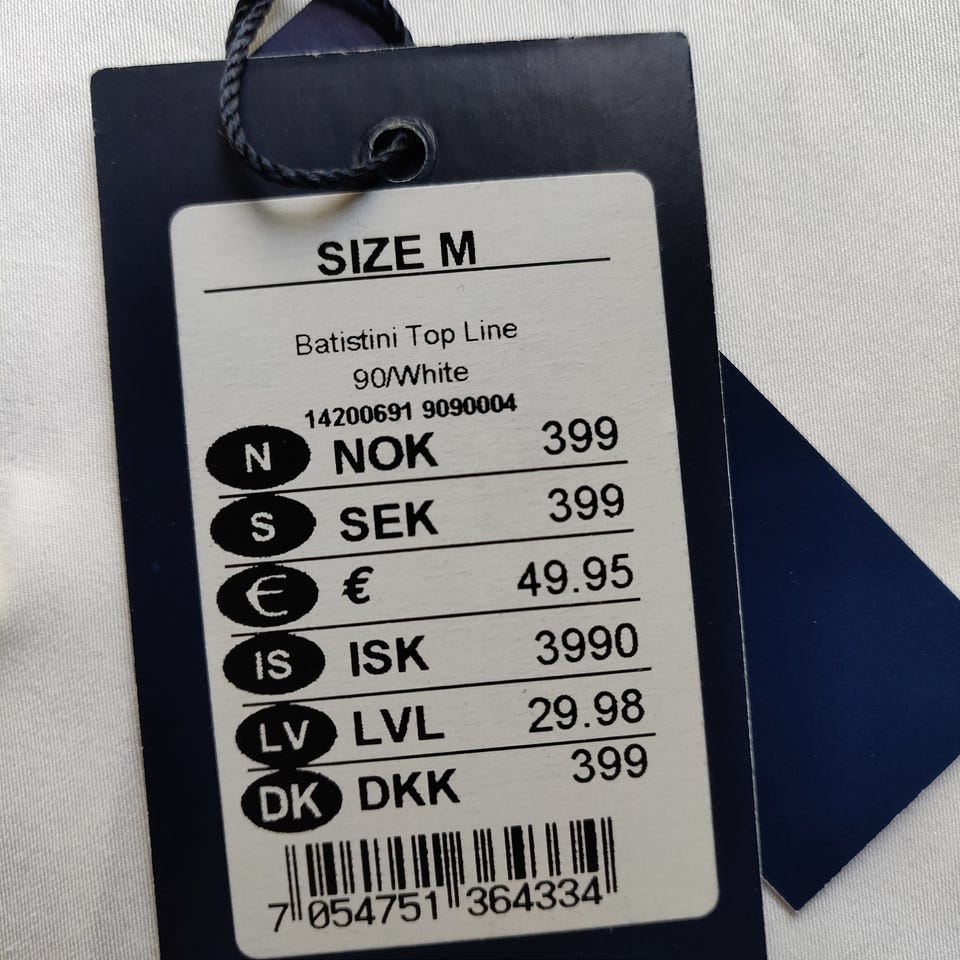 SIZE M
Batistini Top Line
90/White
14200691 9090004
N NOK 399
S SEK 399
€ € 49.95
IS ISK 3990
LV LVL 29.98
DK DKK 399
7 054751 364334